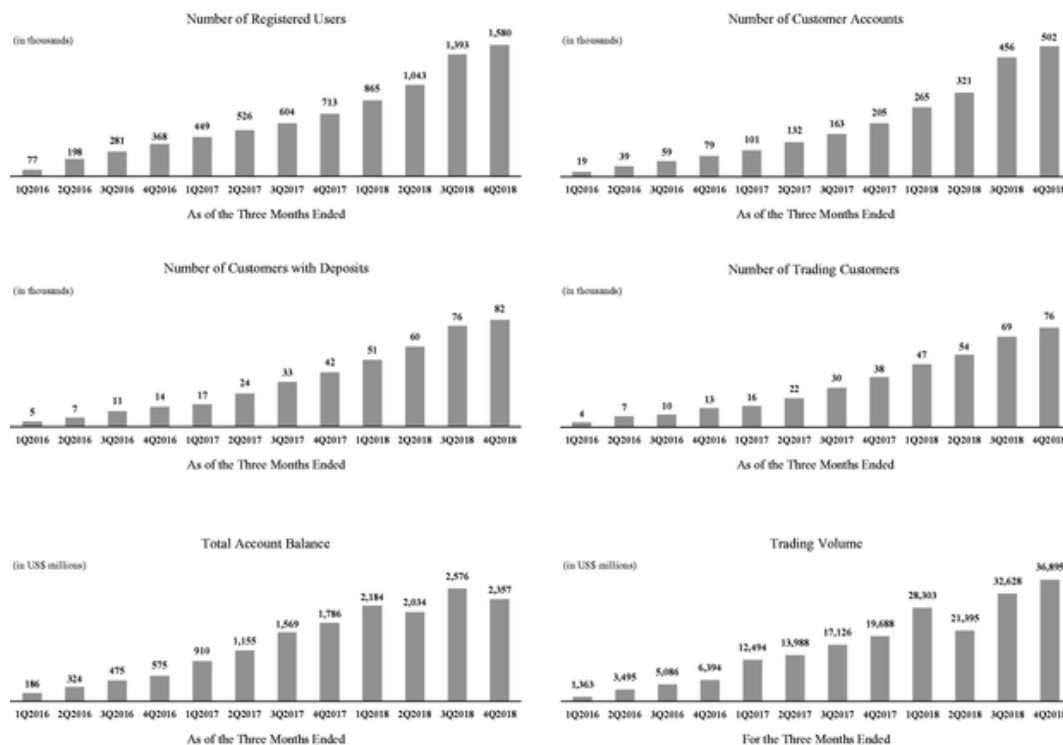 Number of Registered Users
(in thousands)
77 198 281 368 449 526 604 713 865 1,043 1,393 1,580
1Q2016 2Q2016 3Q2016 4Q2016 1Q2017 2Q2017 3Q2017 4Q2017 1Q2018 2Q2018 3Q2018 4Q2018
As of the Three Months Ended
Number of Customer Accounts
(in thousands)
19 39 59 79 101 132 163 205 265 321 456 502
1Q2016 2Q2016 3Q2016 4Q2016 1Q2017 2Q2017 3Q2017 4Q2017 1Q2018 2Q2018 3Q2018 4Q2018
As of the Three Months Ended
Number of Customers with Deposits
(in thousands)
5 7 11 14 17 24 33 42 51 60 76 82
1Q2016 2Q2016 3Q2016 4Q2016 1Q2017 2Q2017 3Q2017 4Q2017 1Q2018 2Q2018 3Q2018 4Q2018
As of the Three Months Ended
Number of Trading Customers
(in thousands)
4 7 10 13 16 22 30 38 47 54 69 76
1Q2016 2Q2016 3Q2016 4Q2016 1Q2017 2Q2017 3Q2017 4Q2017 1Q2018 2Q2018 3Q2018 4Q2018
As of the Three Months Ended
Total Account Balance
(in US$ millions)
186 324 475 575 910 1,155 1,569 1,786 2,184 2,034 2,576 2,357
1Q2016 2Q2016 3Q2016 4Q2016 1Q2017 2Q2017 3Q2017 4Q2017 1Q2018 2Q2018 3Q2018 4Q2018
As of the Three Months Ended
Trading Volume
(in US$ millions)
1,363 3,495 5,086 6,394 12,494 13,988 17,126 19,688 28,303 21,395 32,628 36,895
1Q2016 2Q2016 3Q2016 4Q2016 1Q2017 2Q2017 3Q2017 4Q2017 1Q2018 2Q2018 3Q2018 4Q2018
For the Three Months Ended